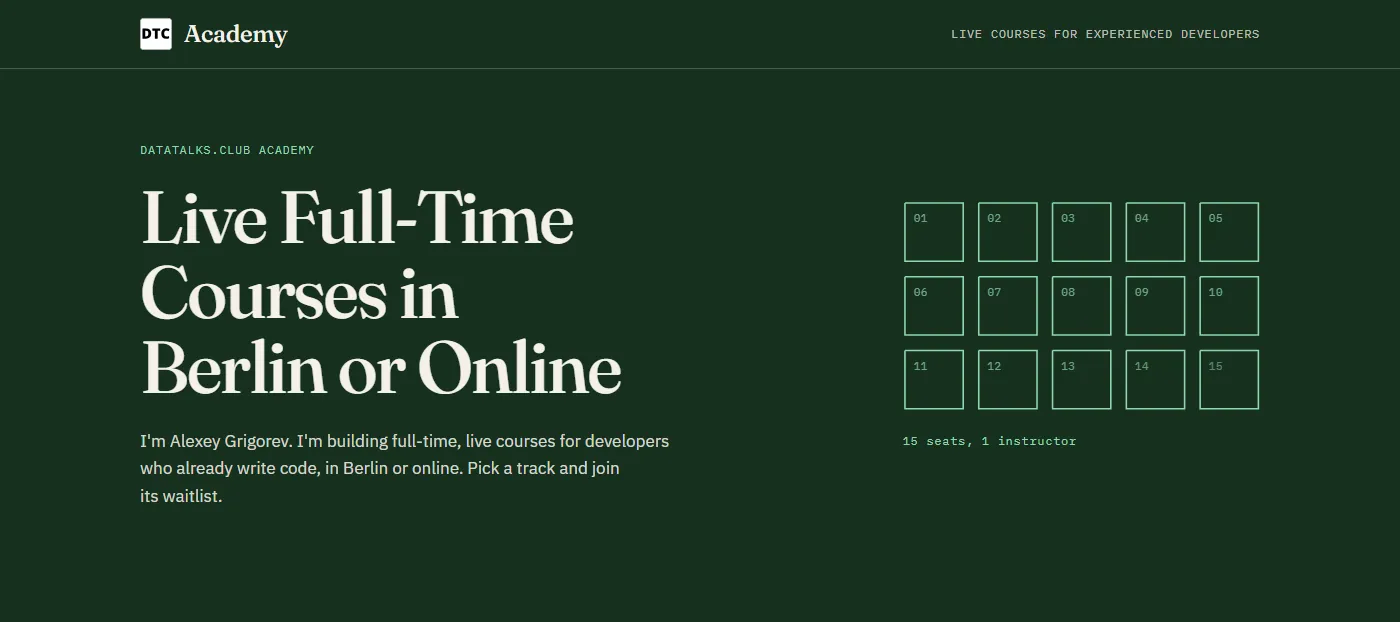 DTC Academy
LIVE COURSES FOR EXPERIENCED DEVELOPERS
DATATALKS.CLUB ACADEMY
Live Full-Time
Courses in
Berlin or Online
I'm Alexey Grigorev. I'm building full-time, live courses for developers
who already write code, in Berlin or online. Pick a track and join
its waitlist.
01 02 03 04 05
06 07 08 09 10
11 12 13 14 15
15 seats, 1 instructor